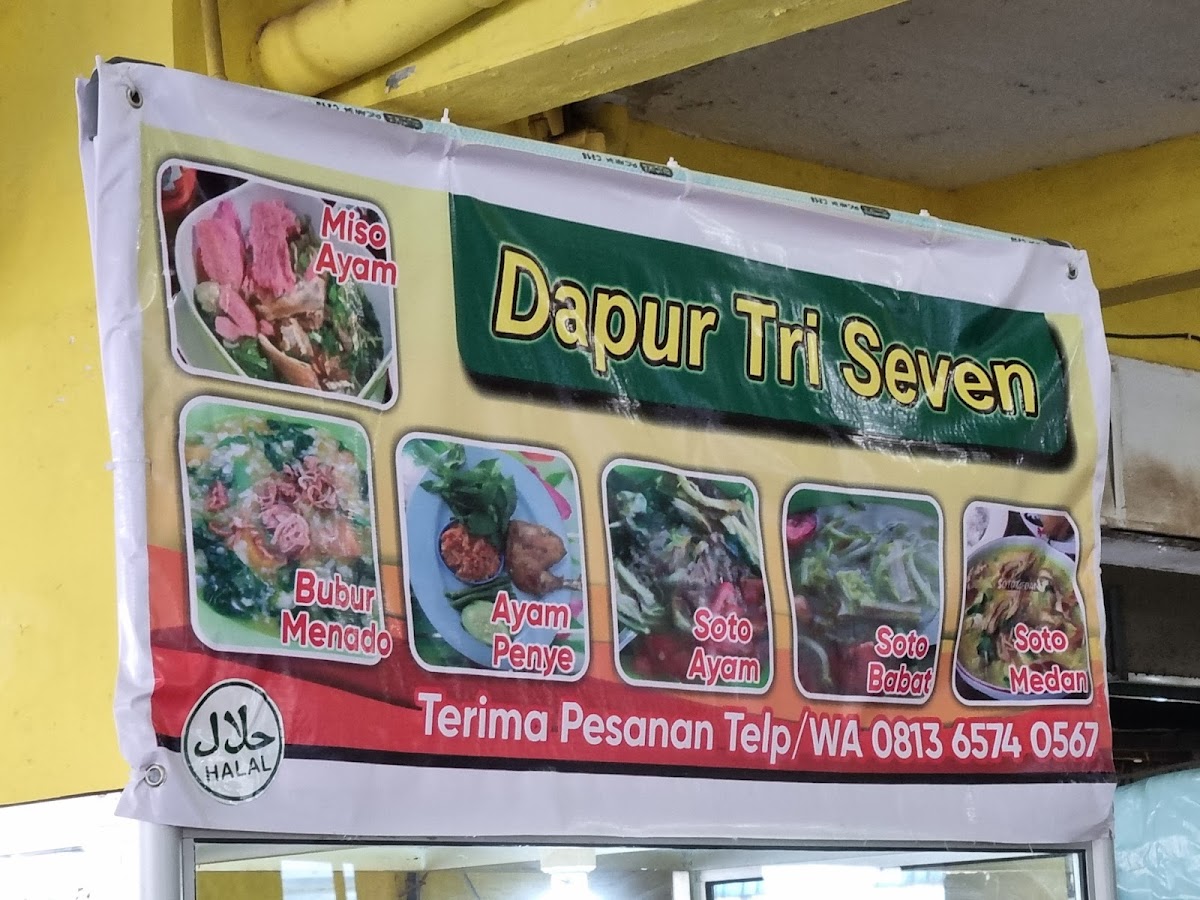 Miso
Ayam
Dapur Tri Seven
Bubur
Menado
Ayam
Penye
Soto
Ayam
Soto
Babat
Soto
Medan
حلال
HALAL
Terima Pesanan Telp/WA 0813 6574 0567